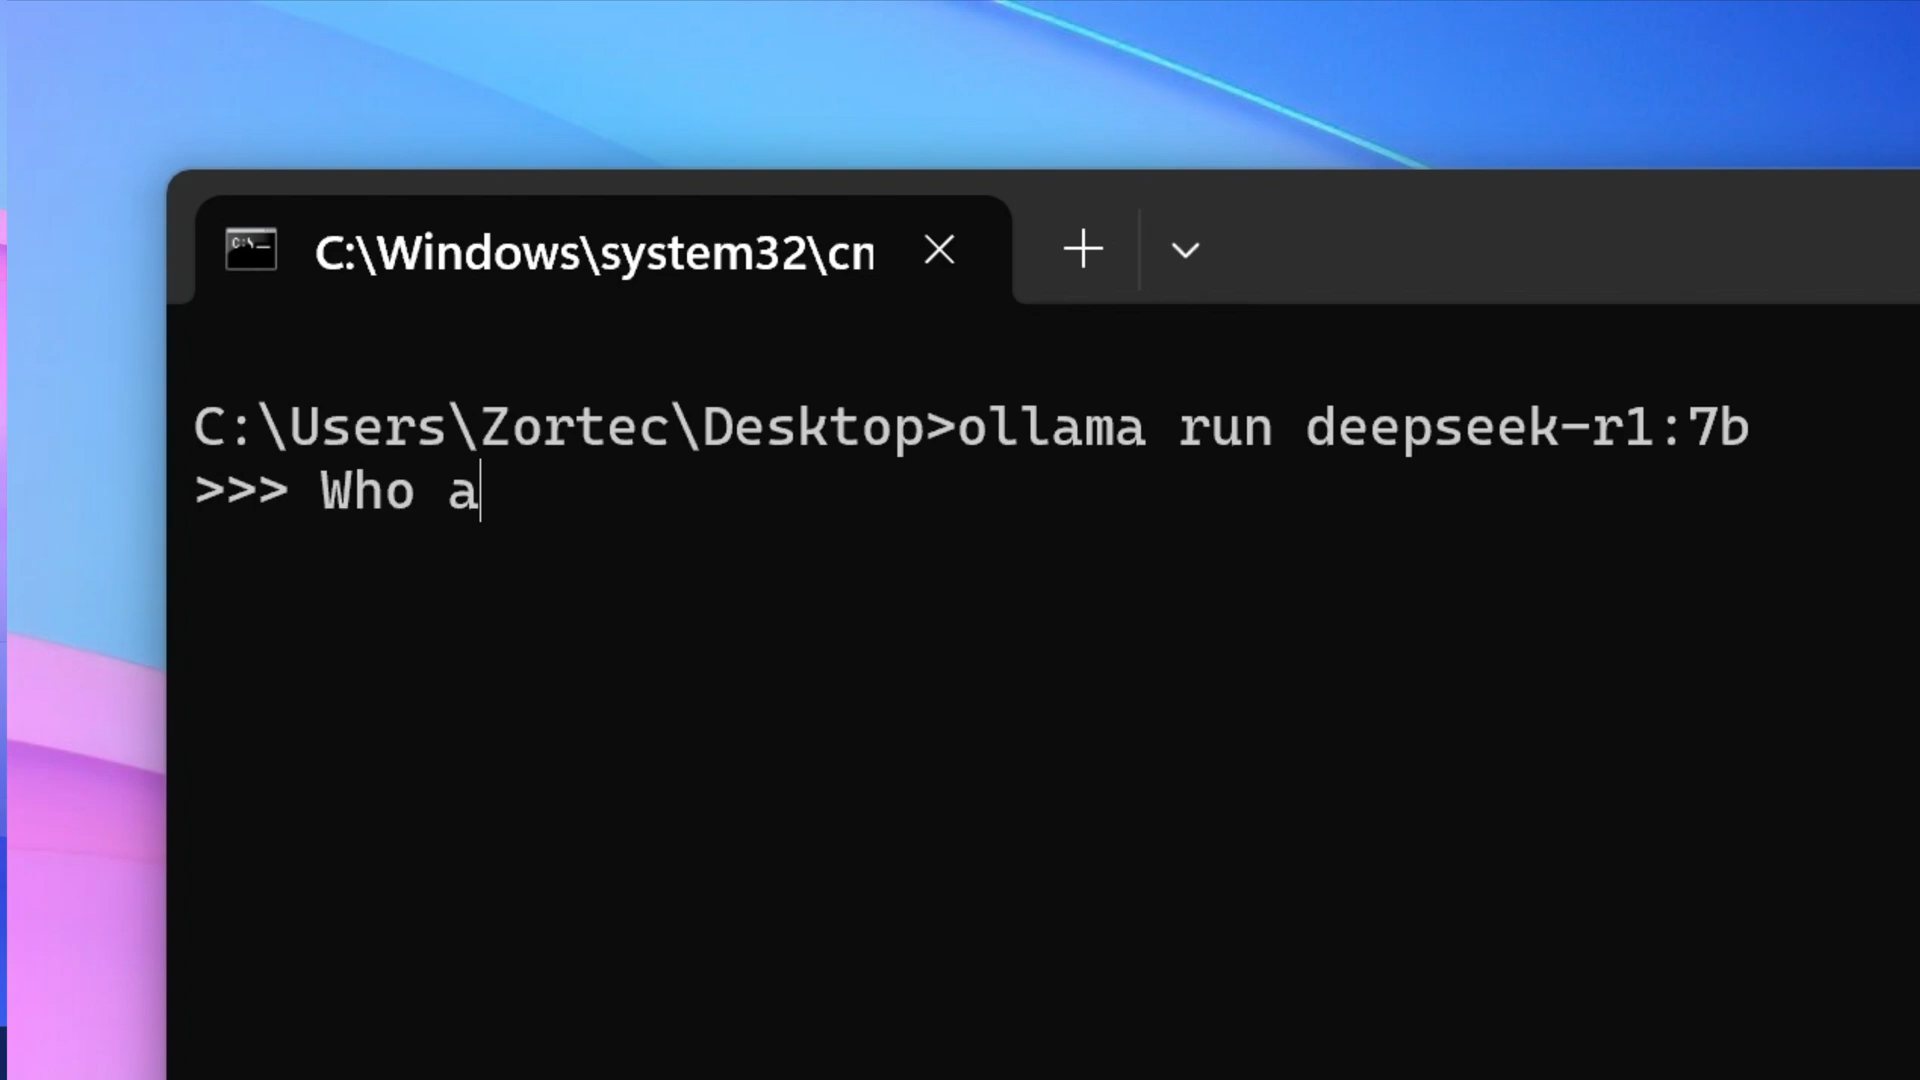 C:\Windows\system32\cn
C:\Users\Zortec\Desktop>ollama run deepseek-r1:7b
>>> Who a